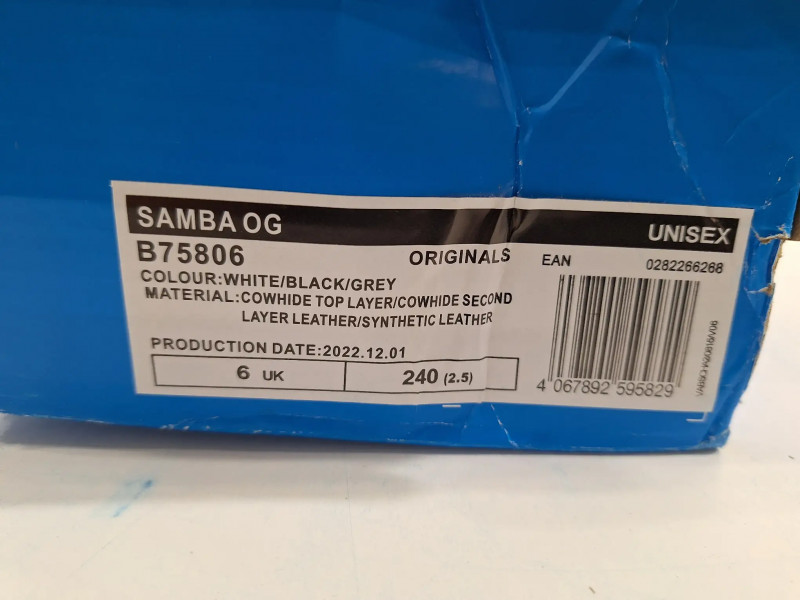 SAMBA OG
UNISEX
B75806
ORIGINALS
EAN
0282266268
COLOUR:WHITE/BLACK/GREY
MATERIAL:COWHIDE TOP LAYER/COWHIDE SECOND
LAYER LEATHER/SYNTHETIC LEATHER
PRODUCTION DATE:2022.12.01
6 UK
240 (2.5)
4 067892 595829